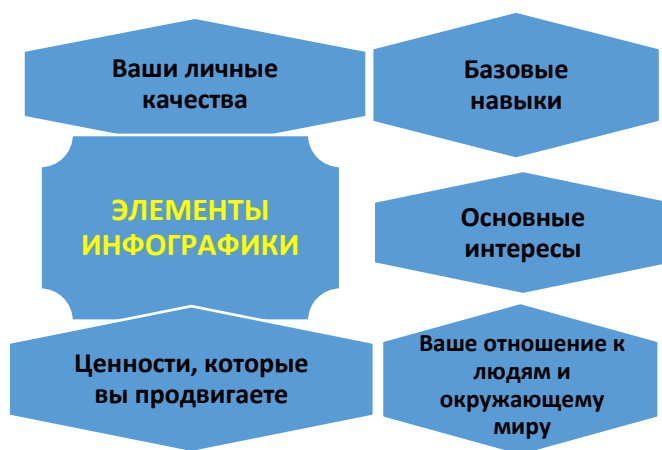 Ваши личные
качества
Базовые
навыки
ЭЛЕМЕНТЫ
ИНФОГРАФИКИ
Основные
интересы
Ценности, которые
вы продвигаете
Ваше отношение к
людям и
окружающему
миру